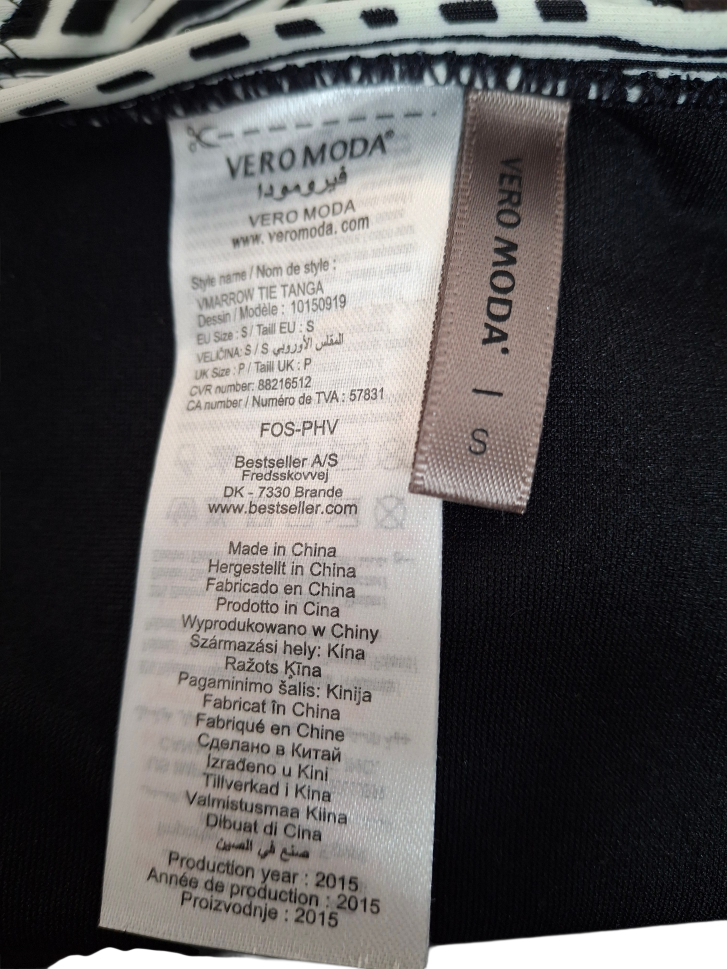 VERO MODA®
فيرومودا
VERO MODA
www.veromoda.com
Style name / Nom de style :
VMARROW TIE TANGA
Dessin / Modèle : 10150919
EU Size : S / Taill EU : S
VELIČINA: S / S المقاس الأوروبي
UK Size : P / Taill UK : P
CVR number: 88216512
CA number / Numéro de TVA : 57831
FOS-PHV
Bestseller A/S
Fredsskovvej
DK - 7330 Brande
www.bestseller.com
Made in China
Hergestellt in China
Fabricado en China
Prodotto in Cina
Wyprodukowano w Chiny
Származási hely: Kína
Ražots Ķīna
Pagaminimo šalis: Kinija
Fabricat în China
Fabriqué en Chine
Сделано в Китай
Izrađeno u Kini
Tillverkad i Kina
Valmistusmaa Kiina
Dibuat di Cina
صنع في الصين
Production year : 2015
Année de production : 2015
Proizvodnje : 2015
VERO MODA® | S